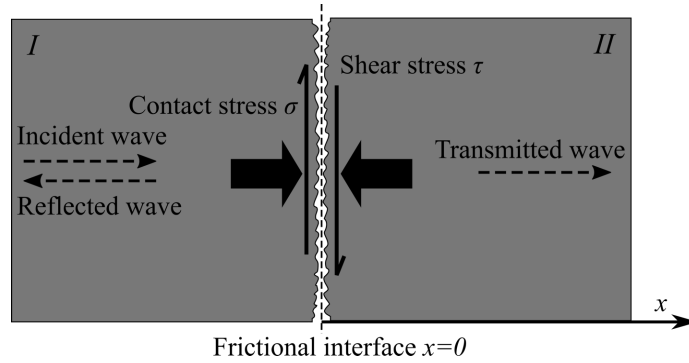 I
II
Shear stress τ
Contact stress σ
Incident wave
Transmitted wave
Reflected wave
x
Frictional interface x=0